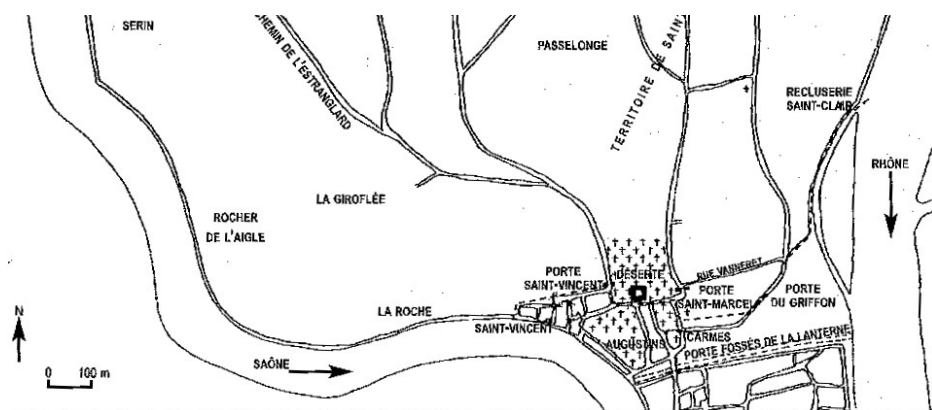 SERIN
CHEMIN DE L'ESTRANGLARD
PASSELONGE
TERRITOIRE DE SAINT
RECLUSERIE
SAINT-CLAIR
RHÔNE
LA GIROFLÉE
ROCHER
DE L'AIGLE
PORTE
SAINT-VINCENT
DÉSERTE
RUE VANNERET
PORTE
SAINT-MARCEL
PORTE
DU GRIFFON
LA ROCHE
SAINT-VINCENT
AUGUSTINS
CARMES
PORTE FOSSÉS DE LA LANTERNE
N
SAÔNE
0 100 m